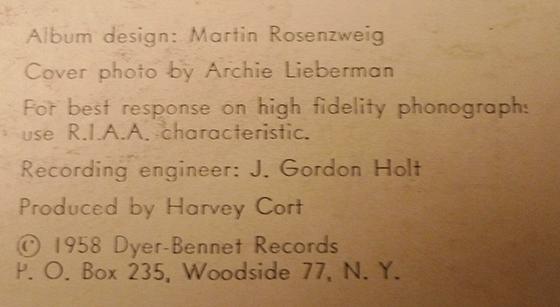 Album design: Martin Rosenzweig
Cover photo by Archie Lieberman
For best response on high fidelity phonographs
use R.I.A.A. characteristic.
Recording engineer: J. Gordon Holt
Produced by Harvey Cort
© 1958 Dyer-Bennet Records
P. O. Box 235, Woodside 77, N. Y.